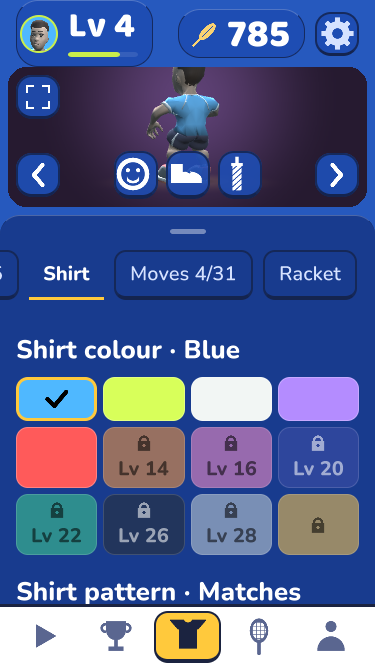 Lv 4
785
Shirt
Moves 4/31
Racket
Shirt colour · Blue
Lv 14
Lv 16
Lv 20
Lv 22
Lv 26
Lv 28
Shirt pattern · Matches